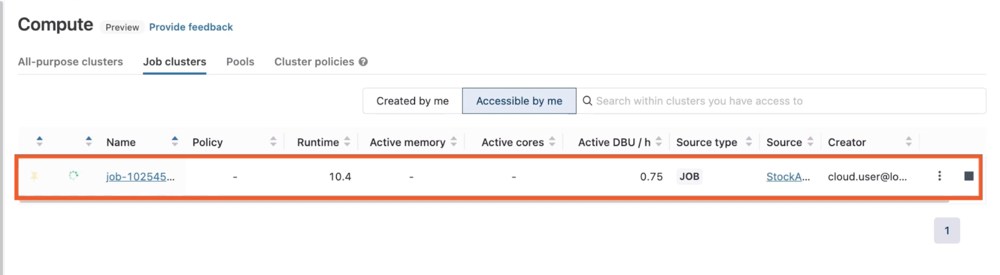 Compute Preview Provide feedback
All-purpose clusters Job clusters Pools Cluster policies ?
Created by me Accessible by me Search within clusters you have access to
Name Policy Runtime Active memory Active cores Active DBU / h Source type Source Creator
job-102545... - 10.4 - - 0.75 JOB StockA... cloud.user@lo...
1